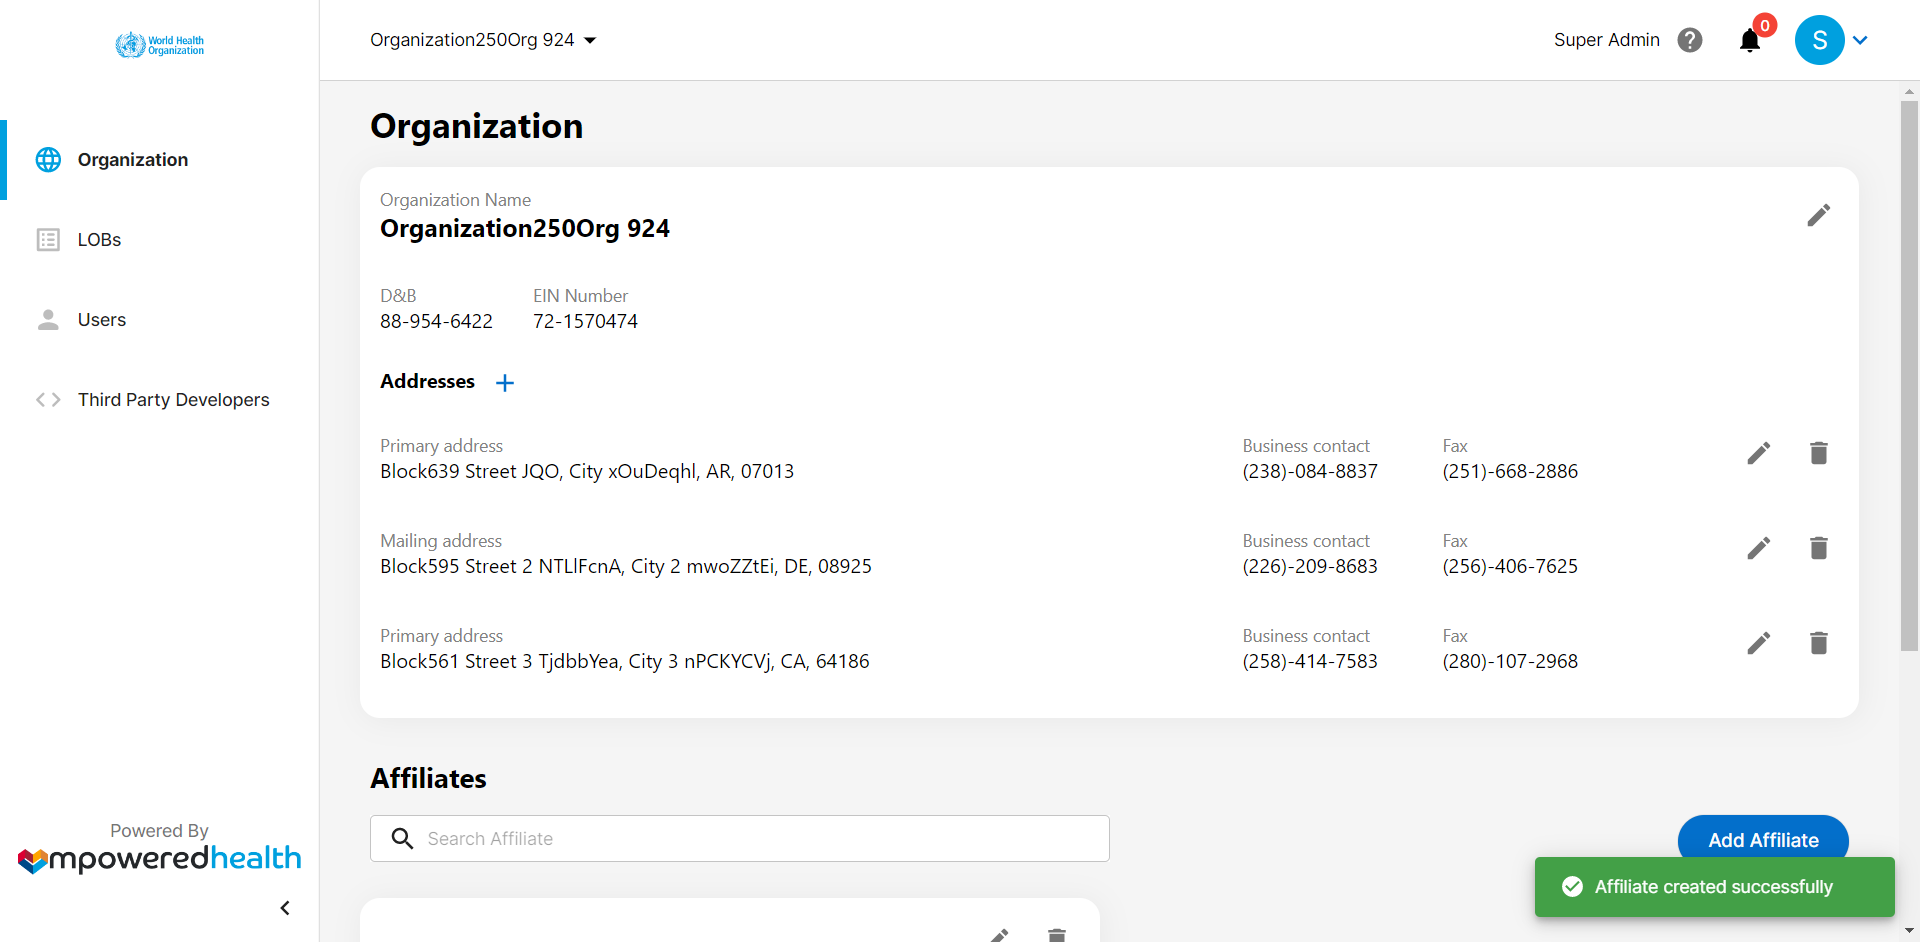 World Health
Organization
Organization250Org 924
Super Admin
0
S
Organization
LOBs
Users
Third Party Developers
Powered By
mpoweredhealth
Organization
Organization Name
Organization250Org 924
D&B
EIN Number
88-954-6422
72-1570474
Addresses
Primary address
Business contact
Fax
Block639 Street JQO, City xOuDeqhl, AR, 07013
(238)-084-8837
(251)-668-2886
Mailing address
Business contact
Fax
Block595 Street 2 NTLlFcnA, City 2 mwoZZtEi, DE, 08925
(226)-209-8683
(256)-406-7625
Primary address
Business contact
Fax
Block561 Street 3 TjdbbYea, City 3 nPCKYCVj, CA, 64186
(258)-414-7583
(280)-107-2968
Affiliates
Search Affiliate
Add Affiliate
Affiliate created successfully